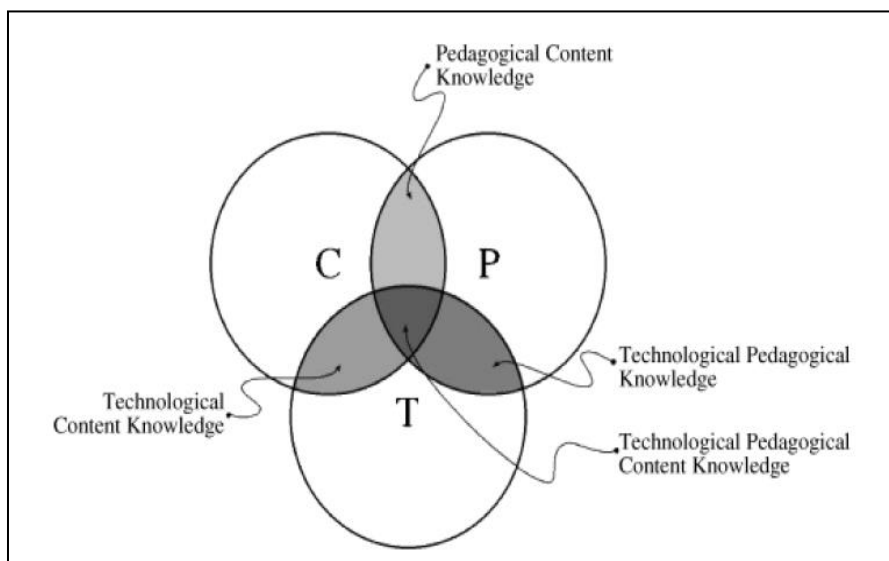 Pedagogical Content
Knowledge
C
P
Technological Pedagogical
Knowledge
Technological
Content Knowledge
T
Technological Pedagogical
Content Knowledge